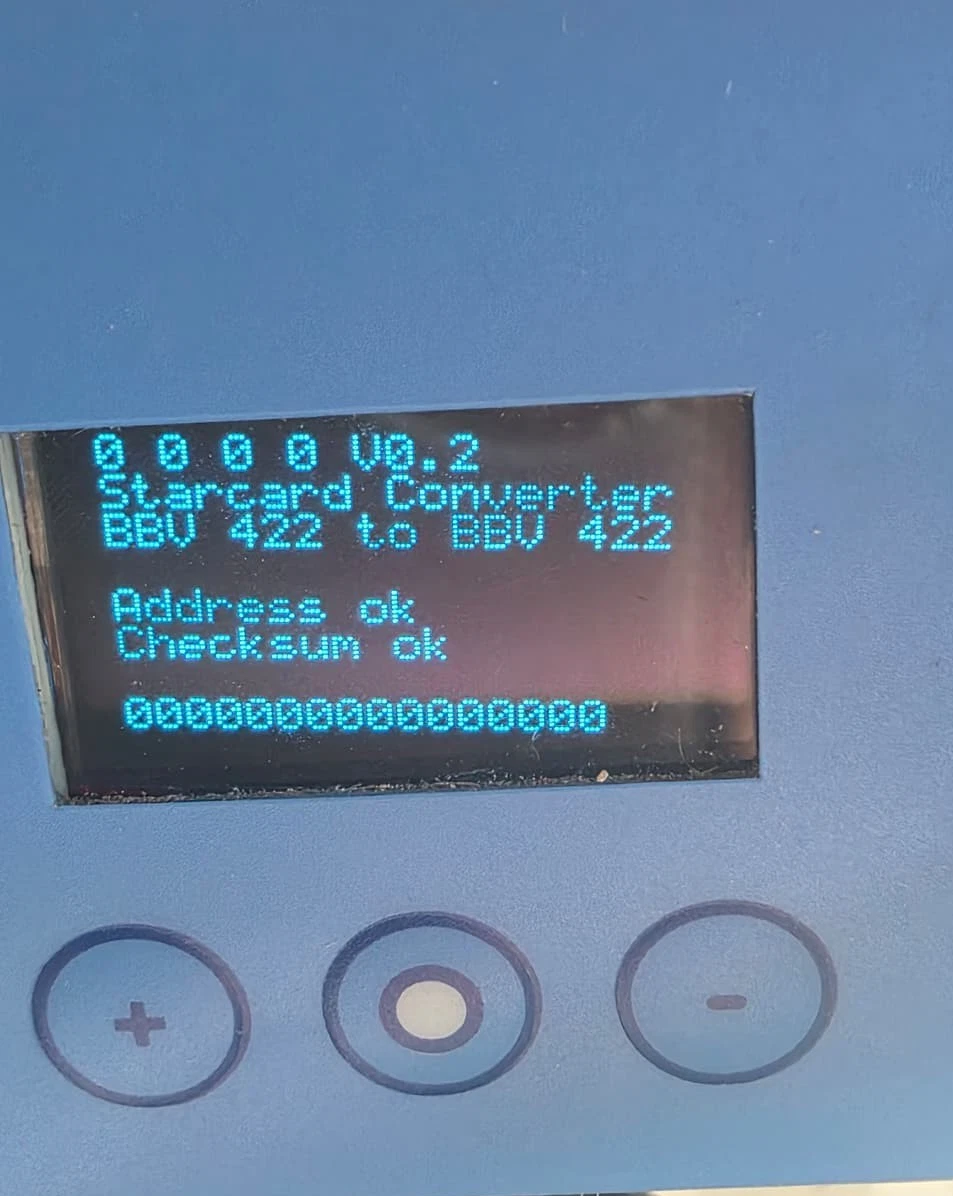 0 0 0 0 V0.2
Starcard Converter
BBV 422 to BBV 422
Address ok
Checksum ok
0000000000000000
+
-